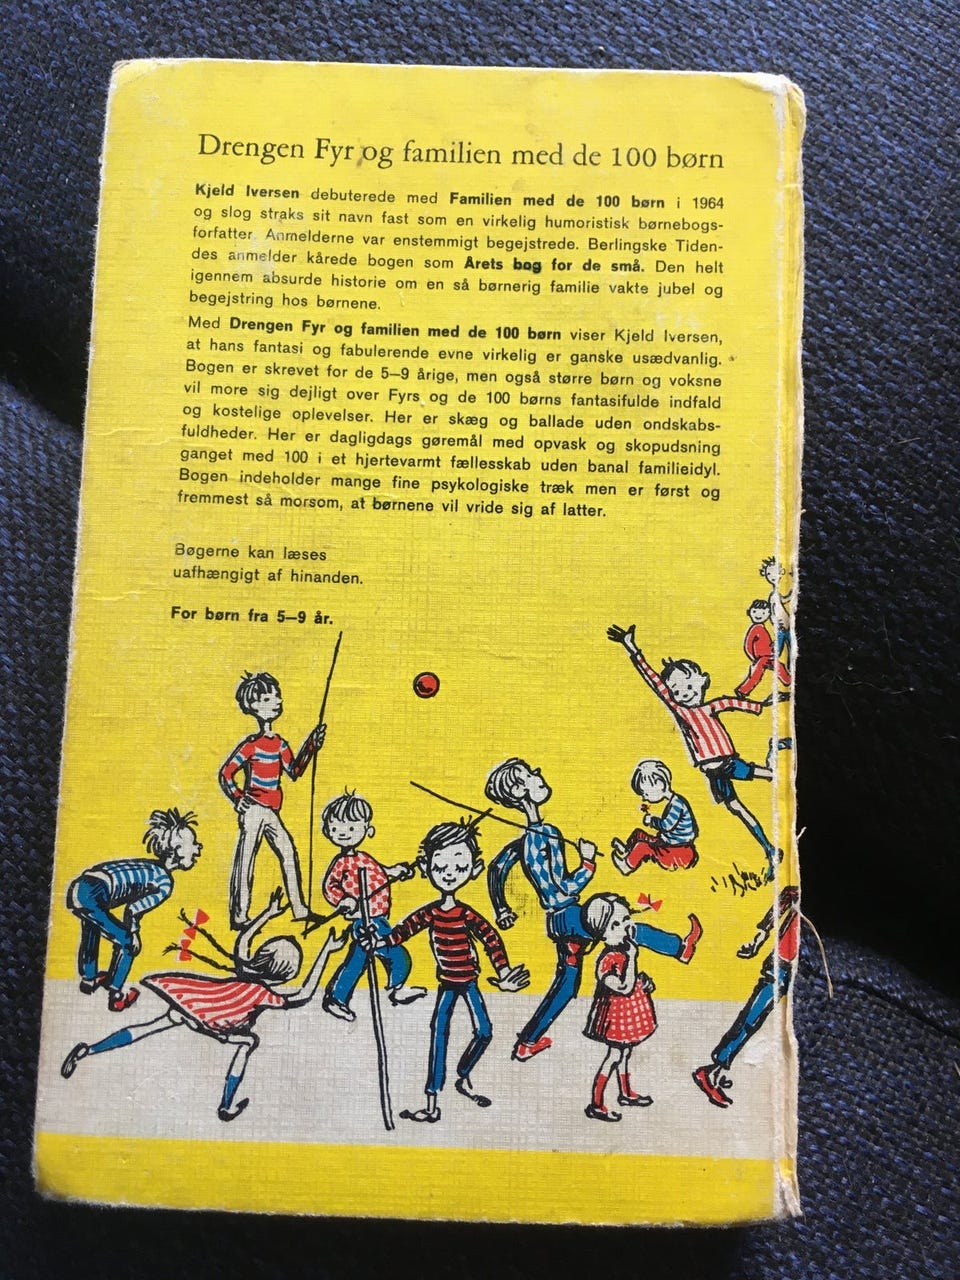 Drengen Fyr og familien med de 100 børn
Kjeld Iversen debuterede med Familien med de 100 børn i 1964
og slog straks sit navn fast som en virkelig humoristisk børnebogs-
forfatter. Anmelderne var enstemmigt begejstrede. Berlingske Tiden-
des anmelder kårede bogen som Årets bog for de små. Den helt
igennem absurde historie om en så børnerig familie vakte jubel og
begejstring hos børnene.
Med Drengen Fyr og familien med de 100 børn viser Kjeld Iversen,
at hans fantasi og fabulerende evne virkelig er ganske usædvanlig.
Bogen er skrevet for de 5–9 årige, men også større børn og voksne
vil more sig dejligt over Fyrs og de 100 børns fantasifulde indfald
og kostelige oplevelser. Her er skæg og ballade uden ondskabs-
fuldheder. Her er dagligdags gøremål med opvask og skopudsning
ganget med 100 i et hjertevarmt fællesskab uden banal familieidyl.
Bogen indeholder mange fine psykologiske træk men er først og
fremmest så morsom, at børnene vil vride sig af latter.
Bøgerne kan læses
uafhængigt af hinanden.
For børn fra 5–9 år.